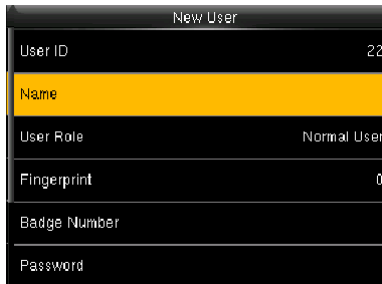 New User
User ID 22
Name
User Role Normal User
Fingerprint 0
Badge Number
Password